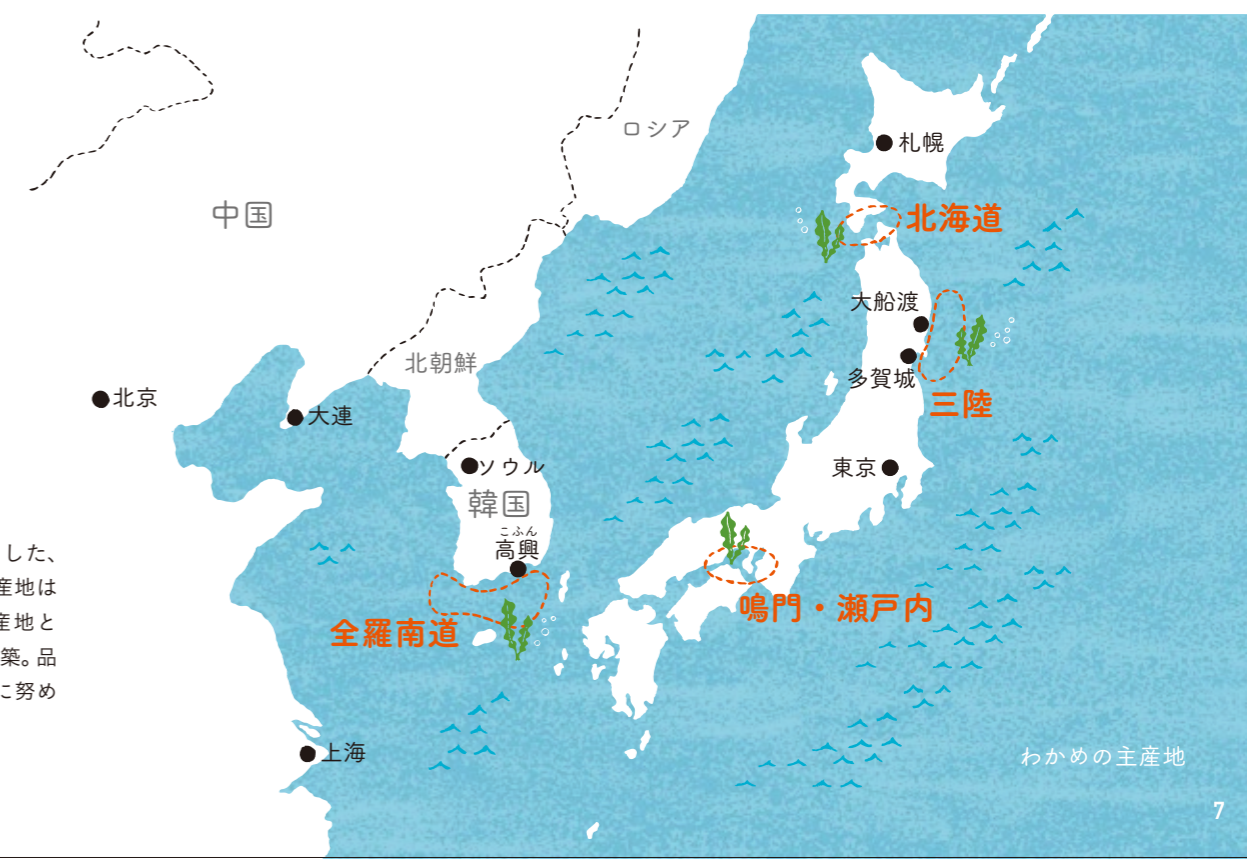 ロシア
中国
札幌
北海道
大船渡
北朝鮮
多賀城
北京
大連
三陸
ソウル
東京
韓国
こふん
高興
した、
産地は
産地と
築。品
に努め
鳴門・瀬戸内
全羅南道
上海
わかめの主産地
7